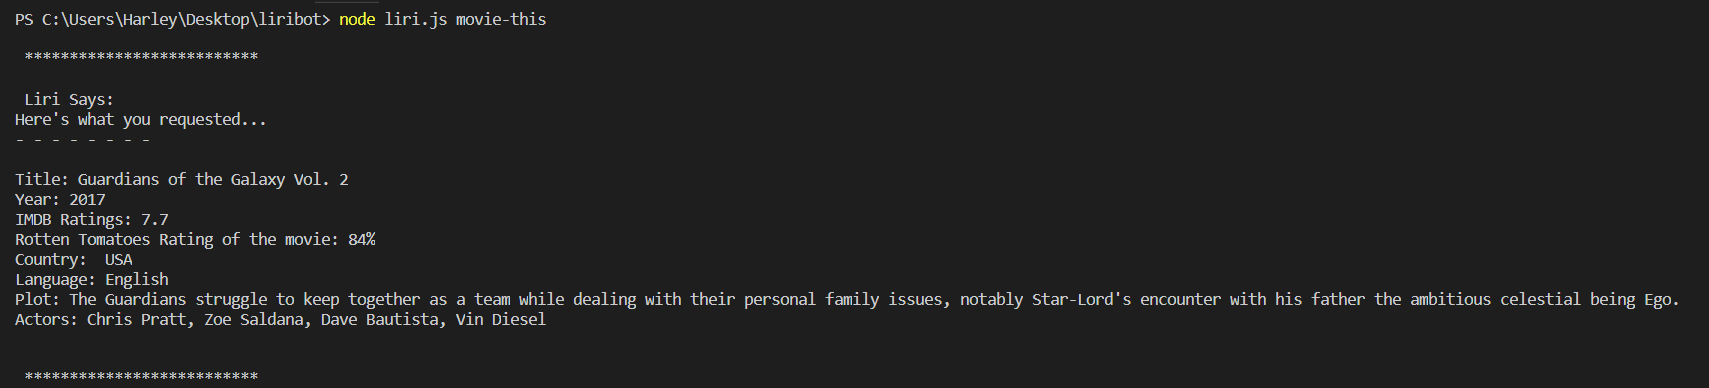 PS C:\Users\Harley\Desktop\liribot> node liri.js movie-this
**************************
Liri Says:
Here's what you requested...
- - - - - - - -
Title: Guardians of the Galaxy Vol. 2
Year: 2017
IMDB Ratings: 7.7
Rotten Tomatoes Rating of the movie: 84%
Country:  USA
Language: English
Plot: The Guardians struggle to keep together as a team while dealing with their personal family issues, notably Star-Lord's encounter with his father the ambitious celestial being Ego.
Actors: Chris Pratt, Zoe Saldana, Dave Bautista, Vin Diesel
**************************